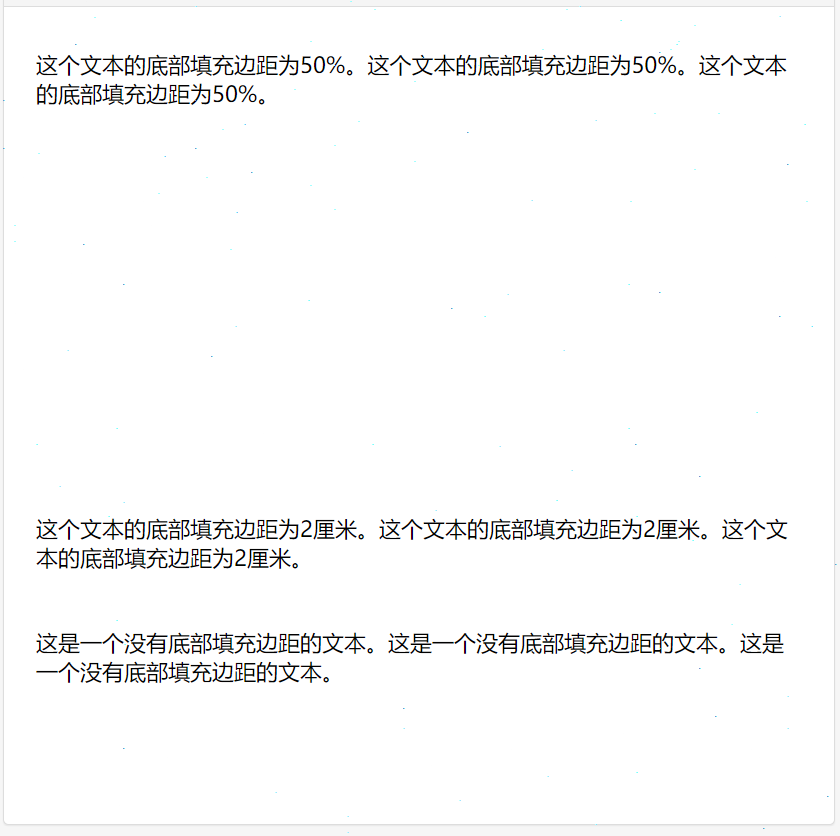 这个文本的底部填充边距为50%。这个文本的底部填充边距为50%。这个文本
的底部填充边距为50%。
这个文本的底部填充边距为2厘米。这个文本的底部填充边距为2厘米。这个文
本的底部填充边距为2厘米。
这是一个没有底部填充边距的文本。这是一个没有底部填充边距的文本。这是
一个没有底部填充边距的文本。